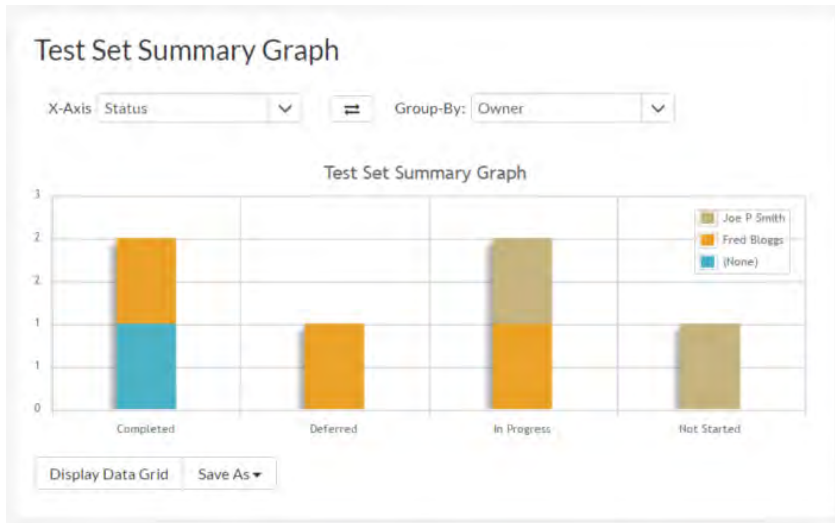 Test Set Summary Graph
X-Axis Status Group-By: Owner
Test Set Summary Graph
3
2
2
1
1
0
Joe P Smith
Fred Bloggs
(None)
Completed Deferred In Progress Not Started
Display Data Grid Save As